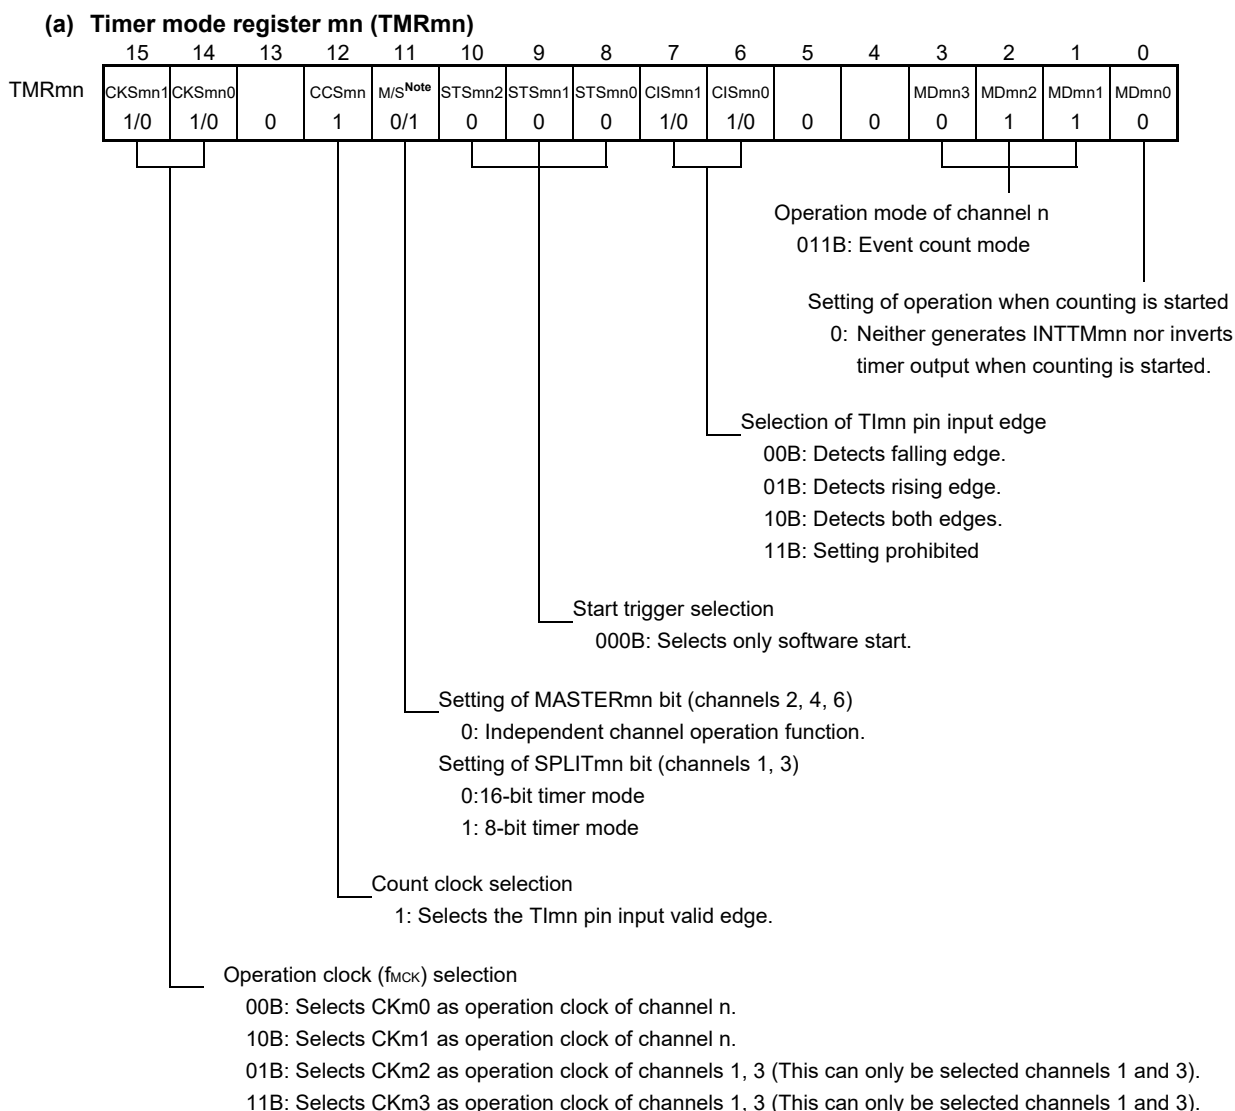 (a) Timer mode register mn (TMRmn)
15 14 13 12 11 10 9 8 7 6 5 4 3 2 1 0
TMRmn CKSmn1 CKSmn0 CCSmn M/SNote STSmn2 STSmn1 STSmn0 CISmn1 CISmn0 MDmn3 MDmn2 MDmn1 MDmn0
1/0 1/0 0 1 0/1 0 0 0 1/0 1/0 0 0 0 1 1 0
Operation mode of channel n
011B: Event count mode
Setting of operation when counting is started
0: Neither generates INTTMmn nor inverts
timer output when counting is started.
Selection of TImn pin input edge
00B: Detects falling edge.
01B: Detects rising edge.
10B: Detects both edges.
11B: Setting prohibited
Start trigger selection
000B: Selects only software start.
Setting of MASTERmn bit (channels 2, 4, 6)
0: Independent channel operation function.
Setting of SPLITmn bit (channels 1, 3)
0:16-bit timer mode
1: 8-bit timer mode
Count clock selection
1: Selects the TImn pin input valid edge.
Operation clock (fMCK) selection
00B: Selects CKm0 as operation clock of channel n.
10B: Selects CKm1 as operation clock of channel n.
01B: Selects CKm2 as operation clock of channels 1, 3 (This can only be selected channels 1 and 3).
11B: Selects CKm3 as operation clock of channels 1, 3 (This can only be selected channels 1 and 3).